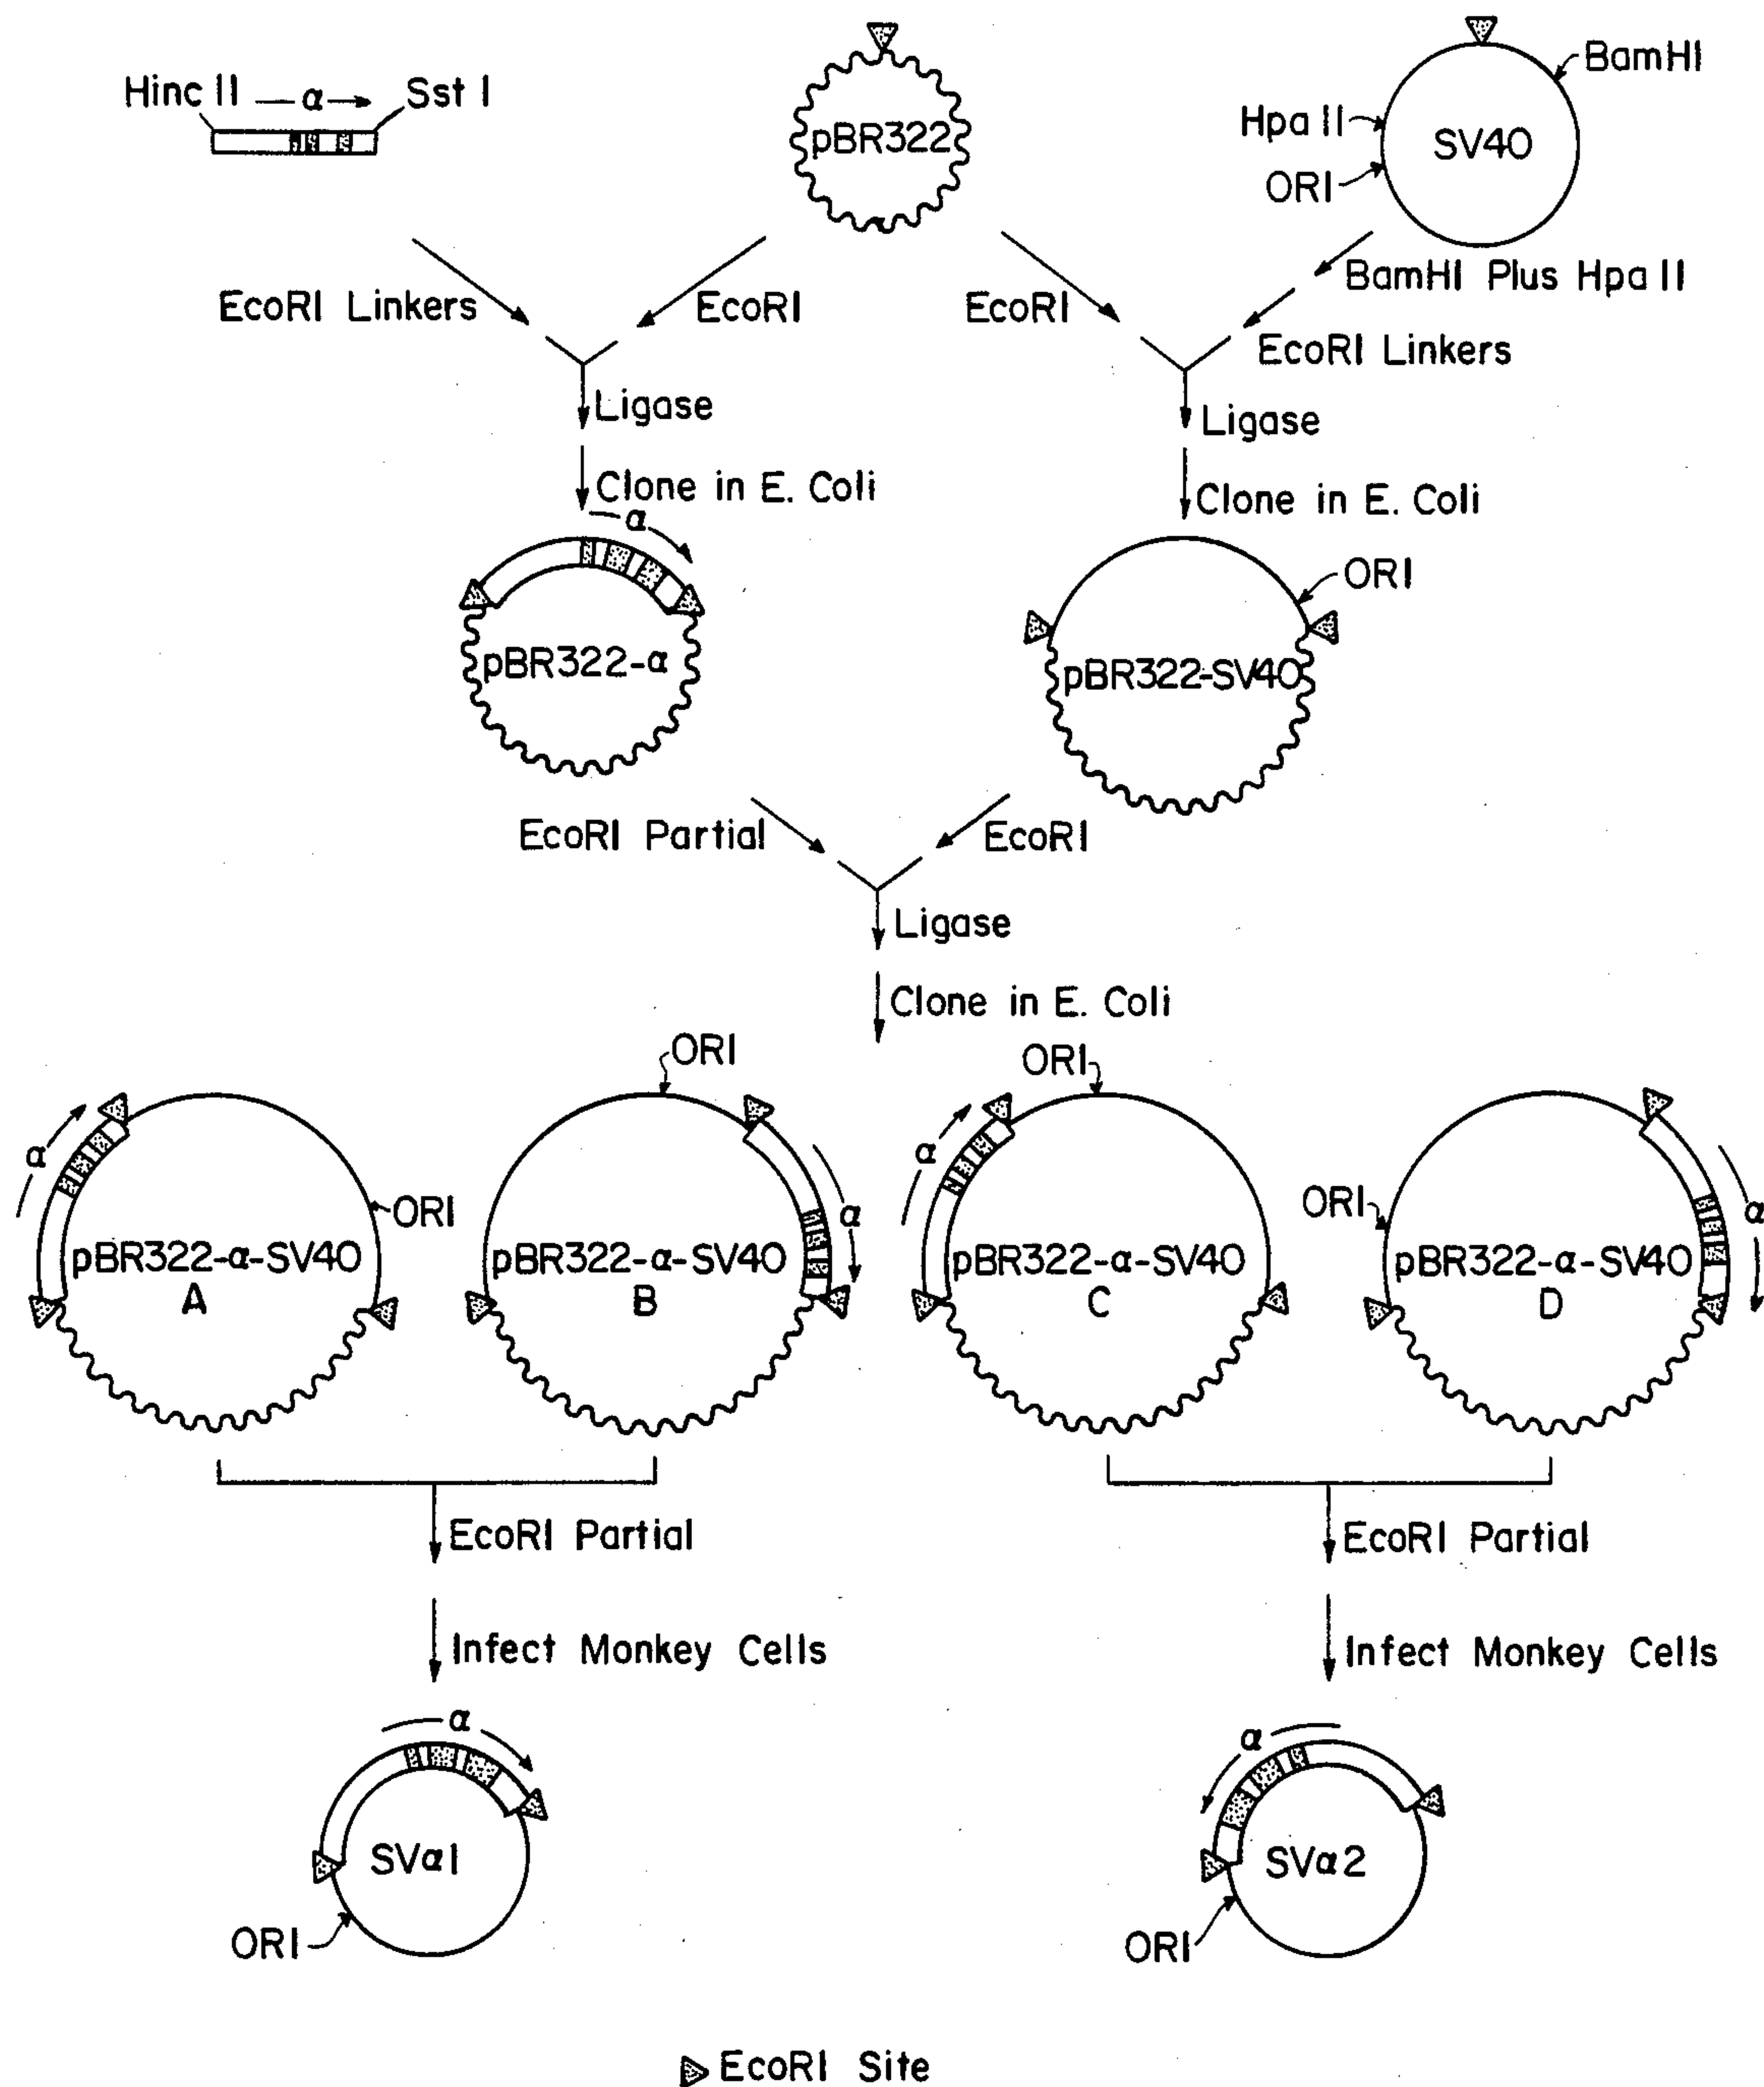 Hinc II
α
Sst I
pBR322
BamHI
Hpa II
SV40
ORI
BamHI Plus Hpa II
EcoRI Linkers
EcoRI
EcoRI
EcoRI Linkers
Ligase
Ligase
Clone in E. Coli
Clone in E. Coli
α
ORI
pBR322-α
pBR322-SV40
EcoRI Partial
EcoRI
Ligase
Clone in E. Coli
ORI
ORI
α
α
α
α
ORI
ORI
pBR322-α-SV40
A
pBR322-α-SV40
B
pBR322-α-SV40
C
pBR322-α-SV40
D
EcoRI Partial
EcoRI Partial
Infect Monkey Cells
Infect Monkey Cells
α
α
SVα1
SVα2
ORI
ORI
EcoRI Site